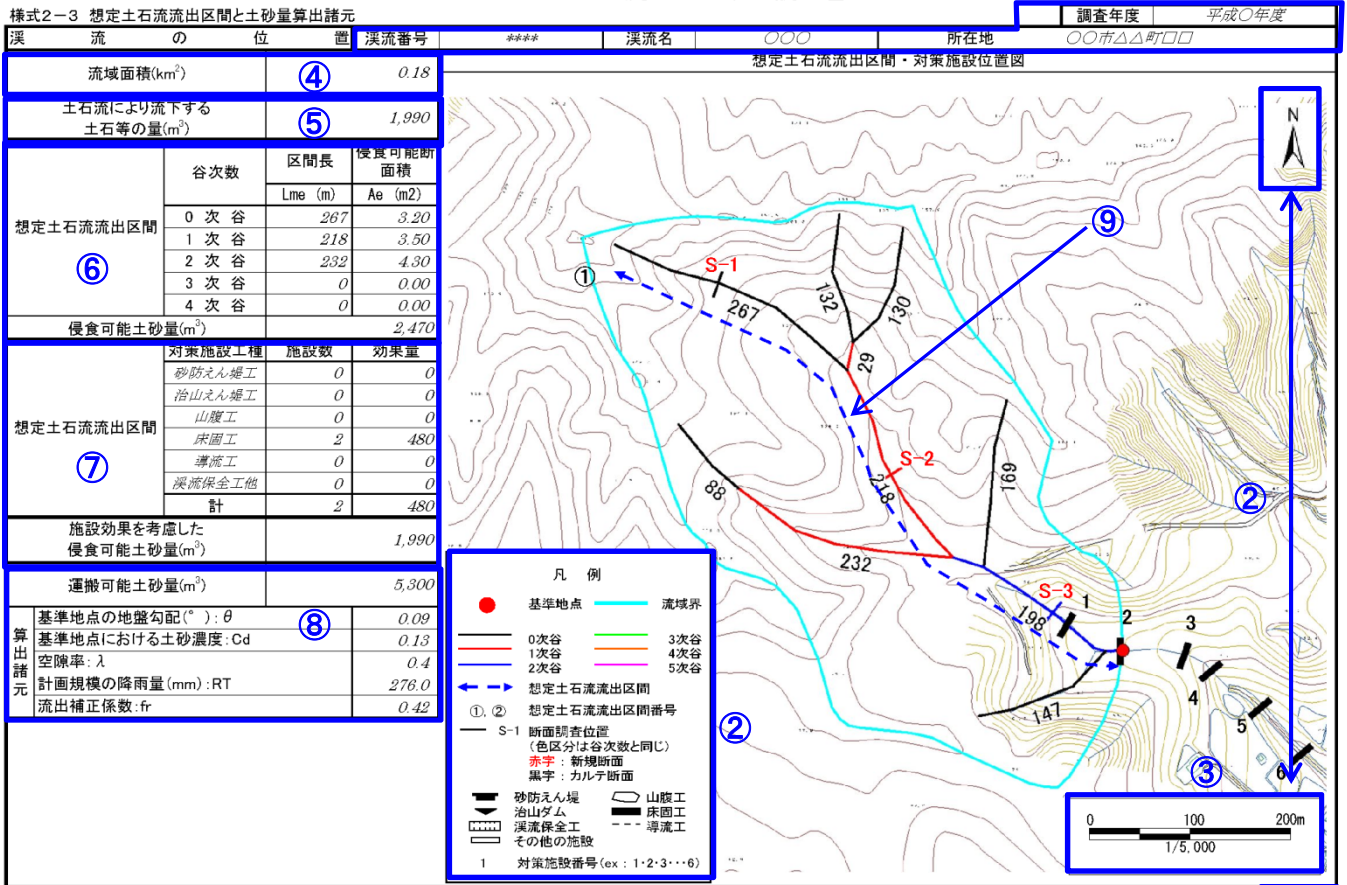 様式2-3 想定土石流流出区間と土砂量算出諸元
調査年度 平成○年度
渓流の位置 渓流番号 **** 渓流名 ○○○ 所在地 ○○市△△町□□
流域面積(km²) ④ 0.18
土石流により流下する
土石等の量(m³) ⑤ 1,990
想定土石流流出区間 ⑥
谷次数 区間長 侵食可能断面積
Lme (m) Ae (m2)
0 次 谷 267 3.20
1 次 谷 218 3.50
2 次 谷 232 4.30
3 次 谷 0 0.00
4 次 谷 0 0.00
侵食可能土砂量(m³) 2,470
想定土石流流出区間 ⑦
対策施設工種 施設数 効果量
砂防えん堤工 0 0
治山えん堤工 0 0
山腹工 0 0
床固工 2 480
導流工 0 0
渓流保全工他 0 0
計 2 480
施設効果を考慮した
侵食可能土砂量(m³) 1,990
運搬可能土砂量(m³) 5,300
⑧
算出諸元
基準地点の地盤勾配(°):θ 0.09
基準地点における土砂濃度:Cd 0.13
空隙率:λ 0.4
計画規模の降雨量(mm):RT 276.0
流出補正係数:fr 0.42
想定土石流流出区間・対策施設位置図
N
⑨
①
S-1
267
132
130
29
S-2
218
169
88
232
S-3
198
1
2
3
4
5
6
147
②
③
凡 例
基準地点 流域界
0次谷 3次谷
1次谷 4次谷
2次谷 5次谷
想定土石流流出区間
①, ② 想定土石流流出区間番号
S-1 断面調査位置
(色区分は谷次数と同じ)
赤字 : 新規断面
黒字 : カルテ断面
砂防えん堤 山腹工
治山ダム 床固工
渓流保全工 導流工
その他の施設
1 対策施設番号(ex : 1・2・3・・・6)
②
0 100 200m
1/5,000